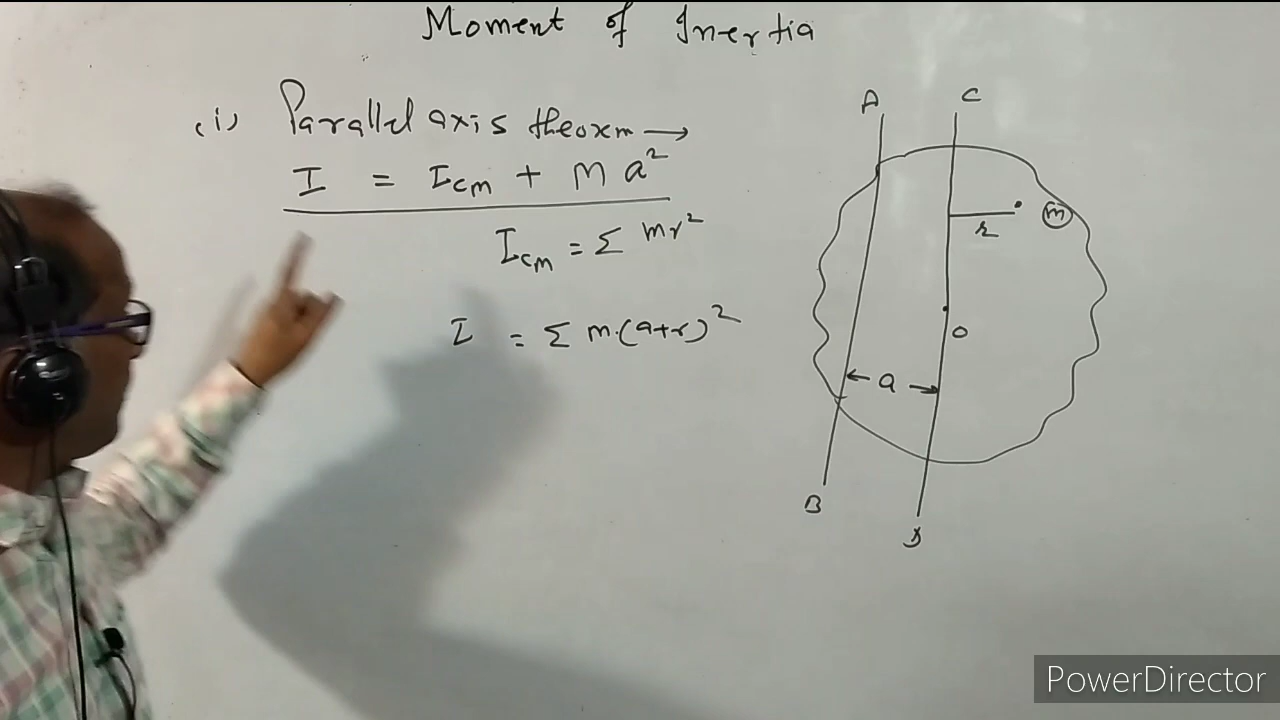 Moment of Inertia
(i) Parallel axis theorm →
I = Icm + M a²
Icm = Σ mr²
I = Σ m.(a+r)²
A
C
m
r
O
← a →
B
D
PowerDirector